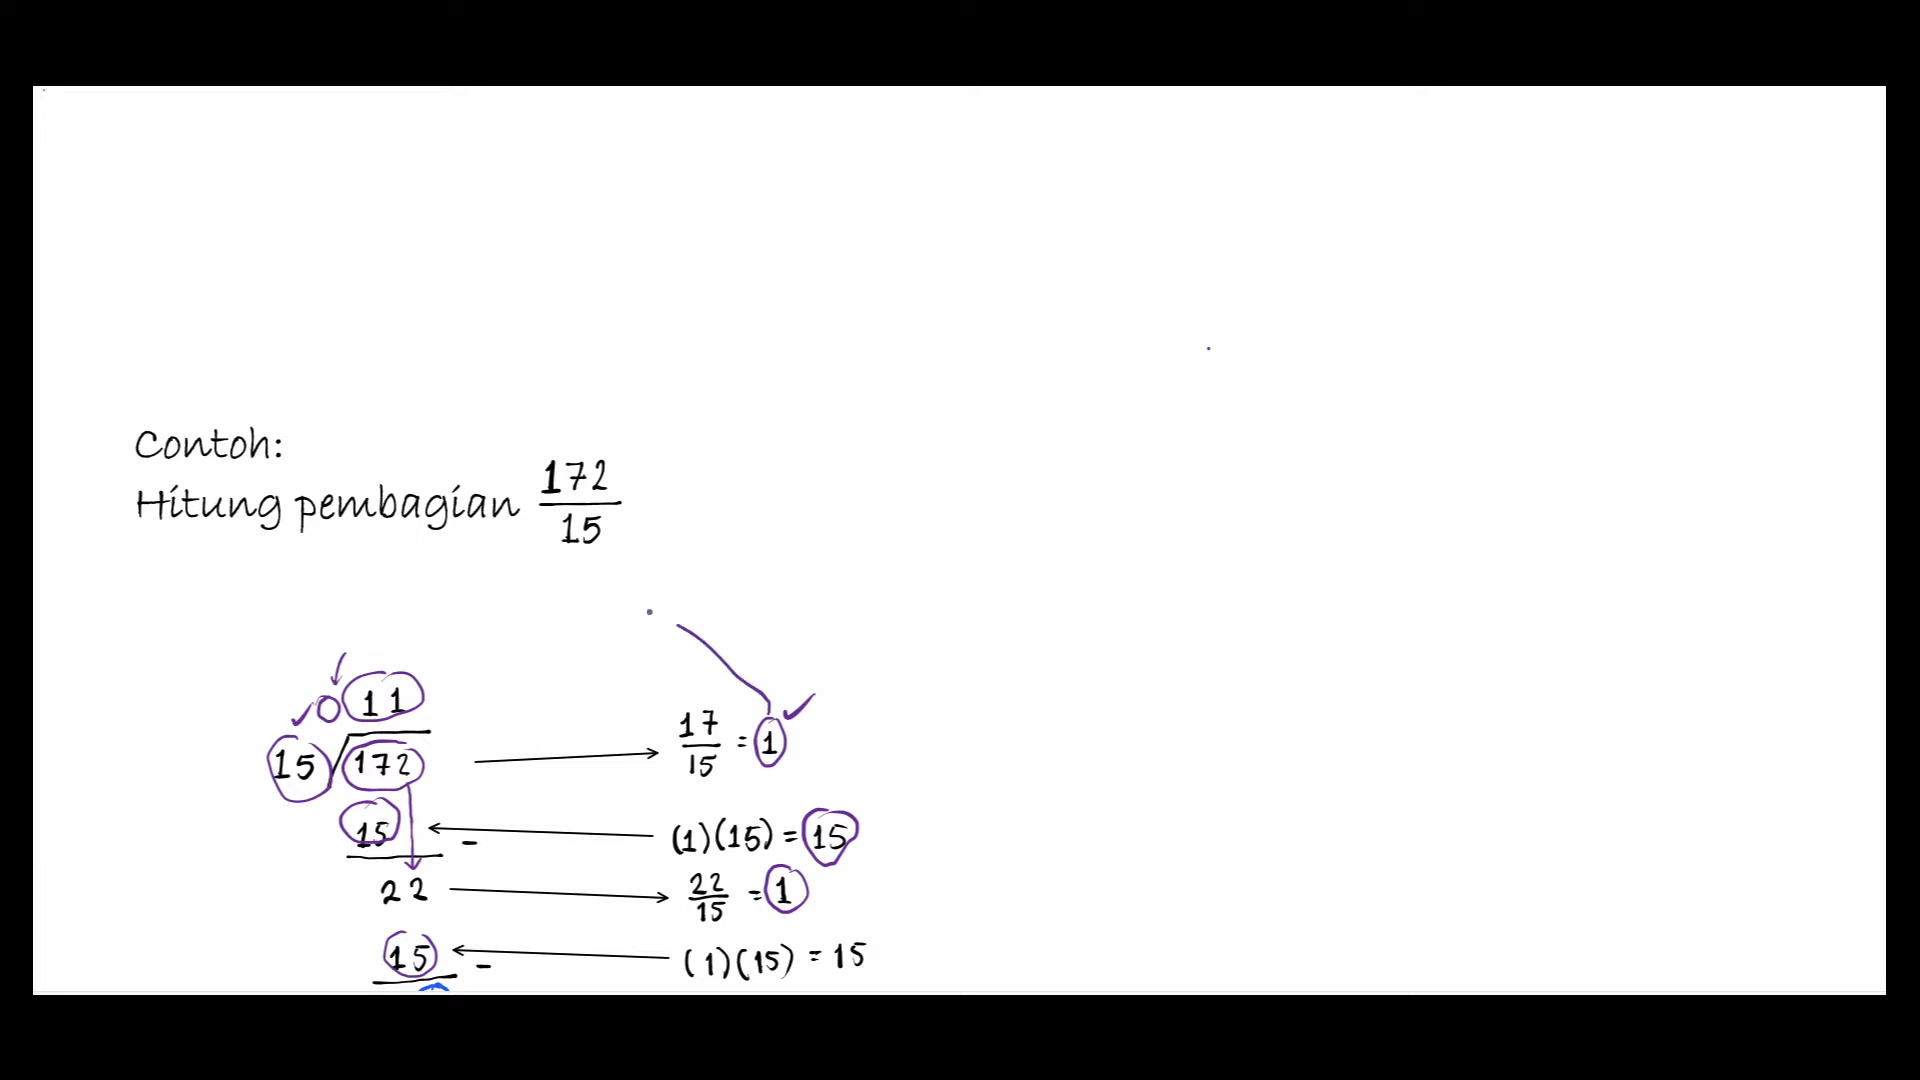 Contoh:
Hitung pembagian 172/15
0 11
15 √172
17/15 = 1
15 -
(1)(15) = 15
22
22/15 = 1
15 -
(1)(15) = 15